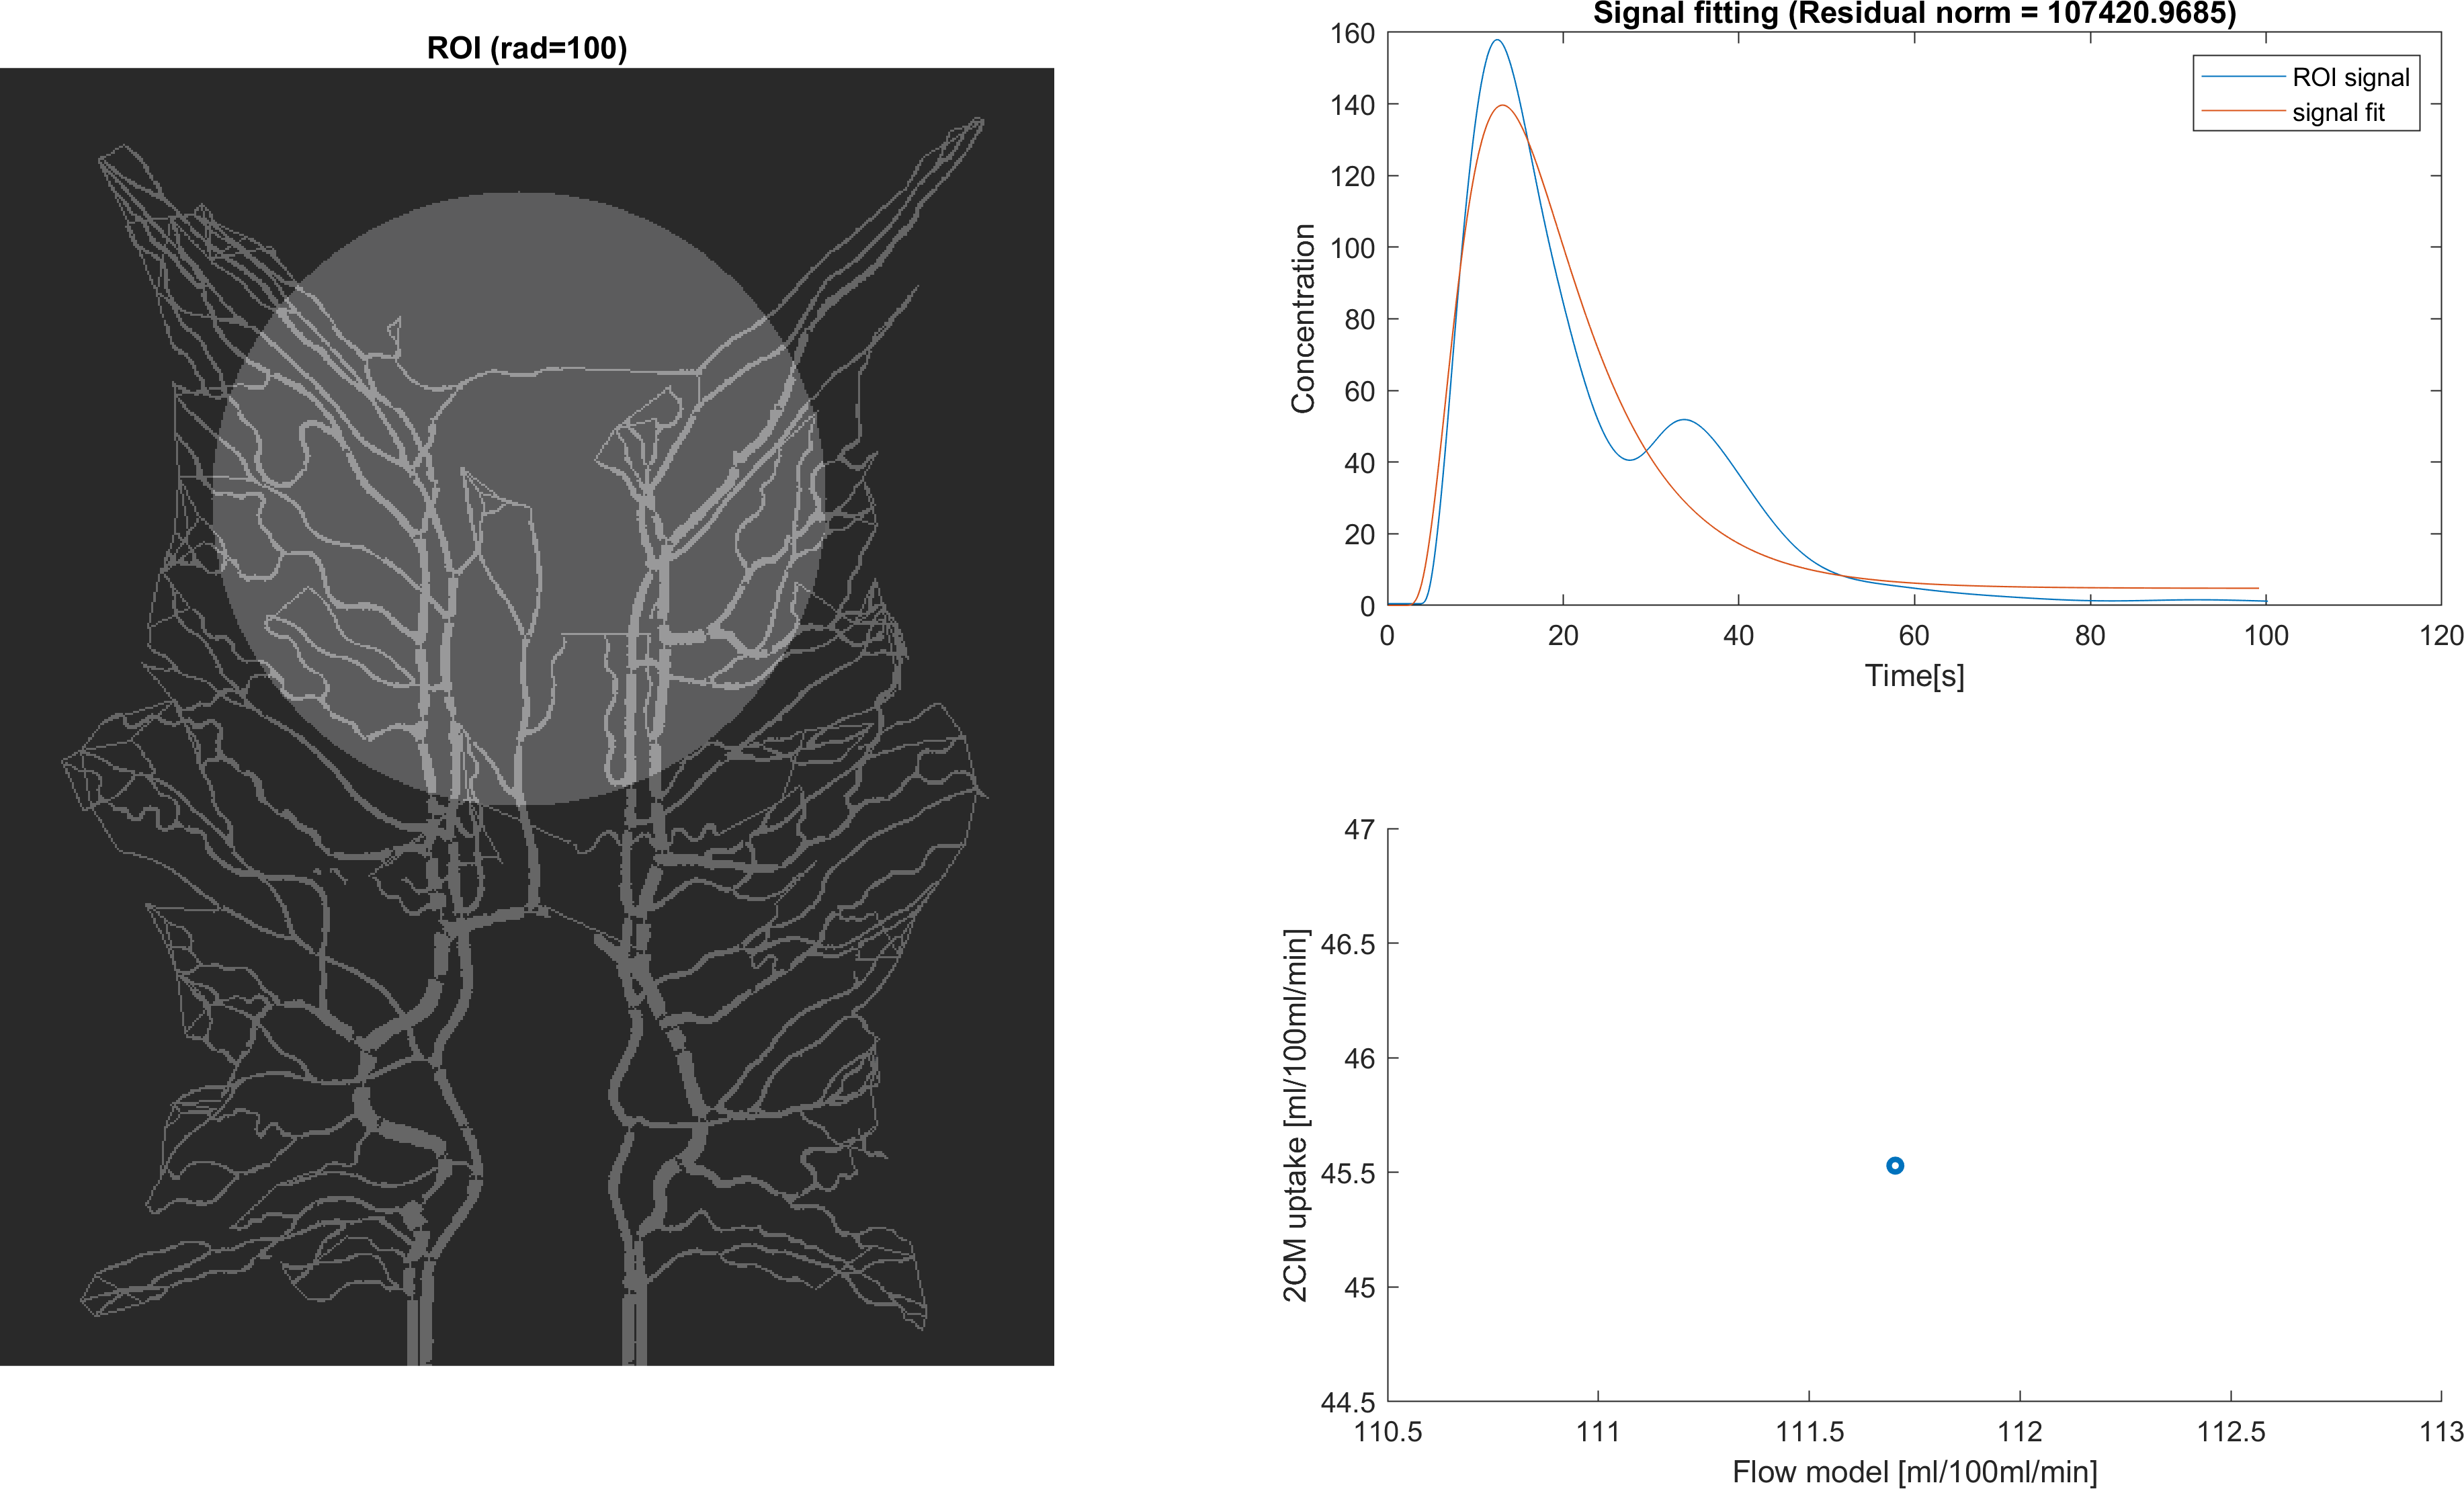 ROI (rad=100)
Signal fitting (Residual norm = 107420.9685)
160
140
120
100
80
60
40
20
0
Concentration
ROI signal
signal fit
0 20 40 60 80 100 120
Time[s]
47
46.5
46
45.5
45
44.5
2CM uptake [ml/100ml/min]
110.5 111 111.5 112 112.5 113
Flow model [ml/100ml/min]